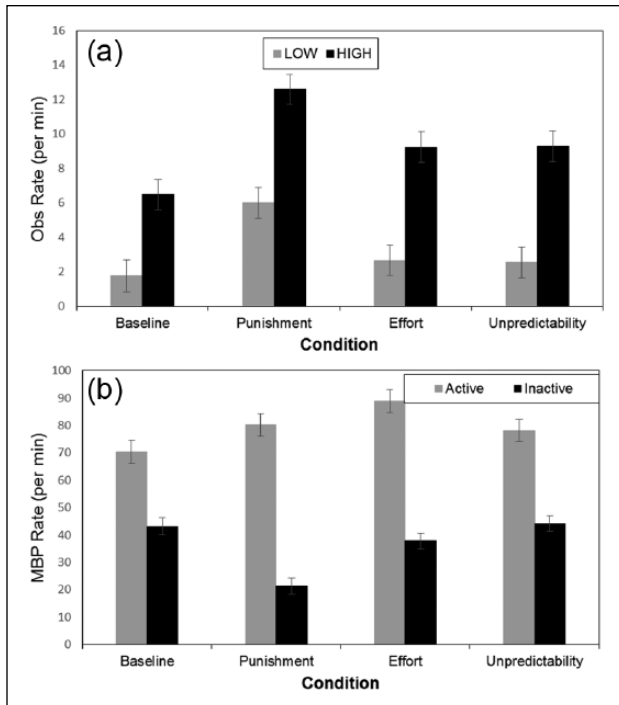 (a)
LOW HIGH
Obs Rate (per min)
16
14
12
10
8
6
4
2
0
Baseline Punishment Effort Unpredictability
Condition
(b)
Active Inactive
MBP Rate (per min)
100
90
80
70
60
50
40
30
20
10
0
Baseline Punishment Effort Unpredictability
Condition